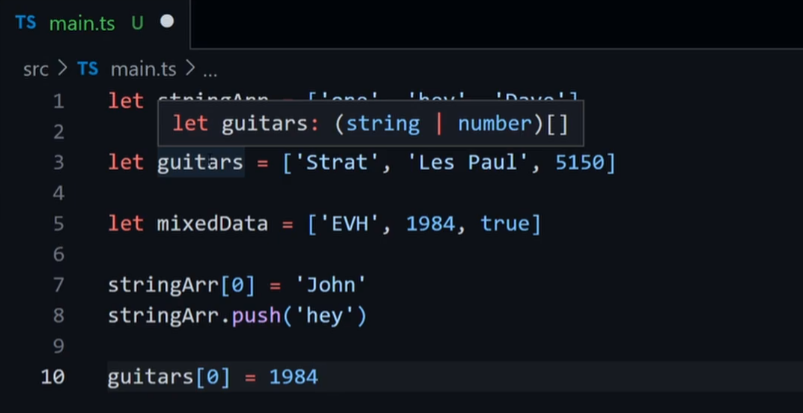 TS main.ts U
src > TS main.ts > ...
1 let stringArr = ['one', 'hey', 'Dave']
let guitars: (string | number)[]
2
3 let guitars = ['Strat', 'Les Paul', 5150]
4
5 let mixedData = ['EVH', 1984, true]
6
7 stringArr[0] = 'John'
8 stringArr.push('hey')
9
10 guitars[0] = 1984